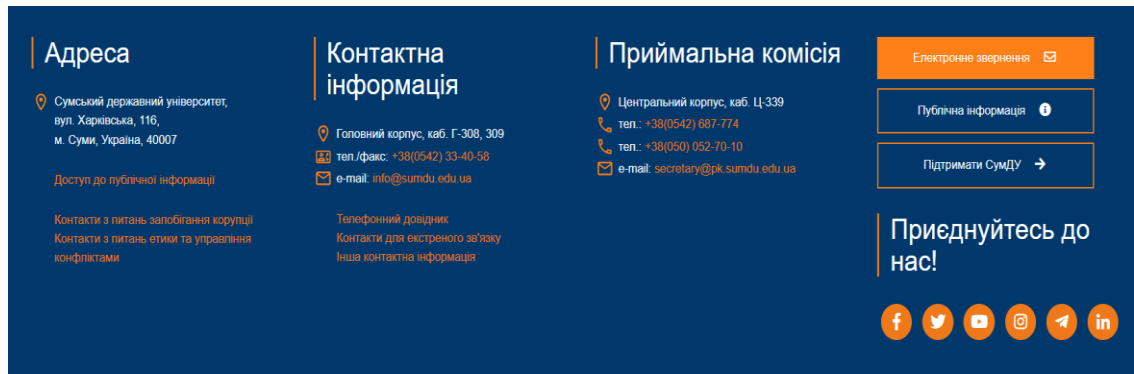 Адреса
Сумський державний університет,
вул. Харківська, 116,
м. Суми, Україна, 40007
Доступ до публічної інформації
Контакти з питань запобігання корупції
Контакти з питань етики та управління
конфліктами
Контактна
інформація
Головний корпус, каб. Г-308, 309
тел./факс: +38(0542) 33-40-58
e-mail: info@sumdu.edu.ua
Телефонний довідник
Контакти для екстреного зв'язку
Інша контактна інформація
Приймальна комісія
Центральний корпус, каб. Ц-339
тел.: +38(0542) 687-774
тел.: +38(050) 052-70-10
e-mail: secretary@pk.sumdu.edu.ua
Електронне звернення
Публічна інформація
Підтримати СумДУ
Приєднуйтесь до
нас!